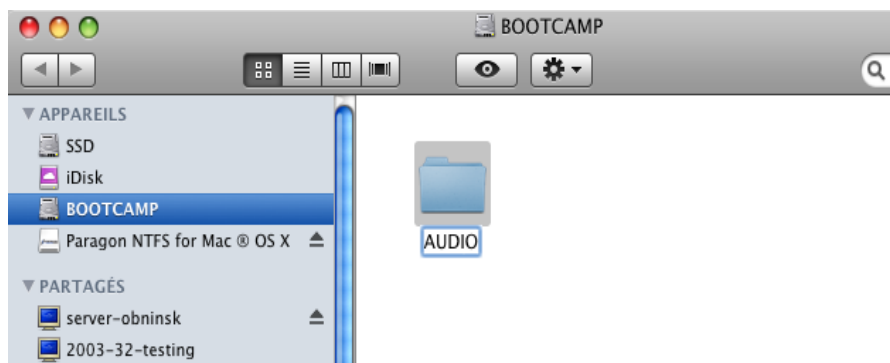 BOOTCAMP
APPAREILS
SSD
iDisk
BOOTCAMP
Paragon NTFS for Mac ® OS X
PARTAGÉS
server-obninsk
2003-32-testing
AUDIO